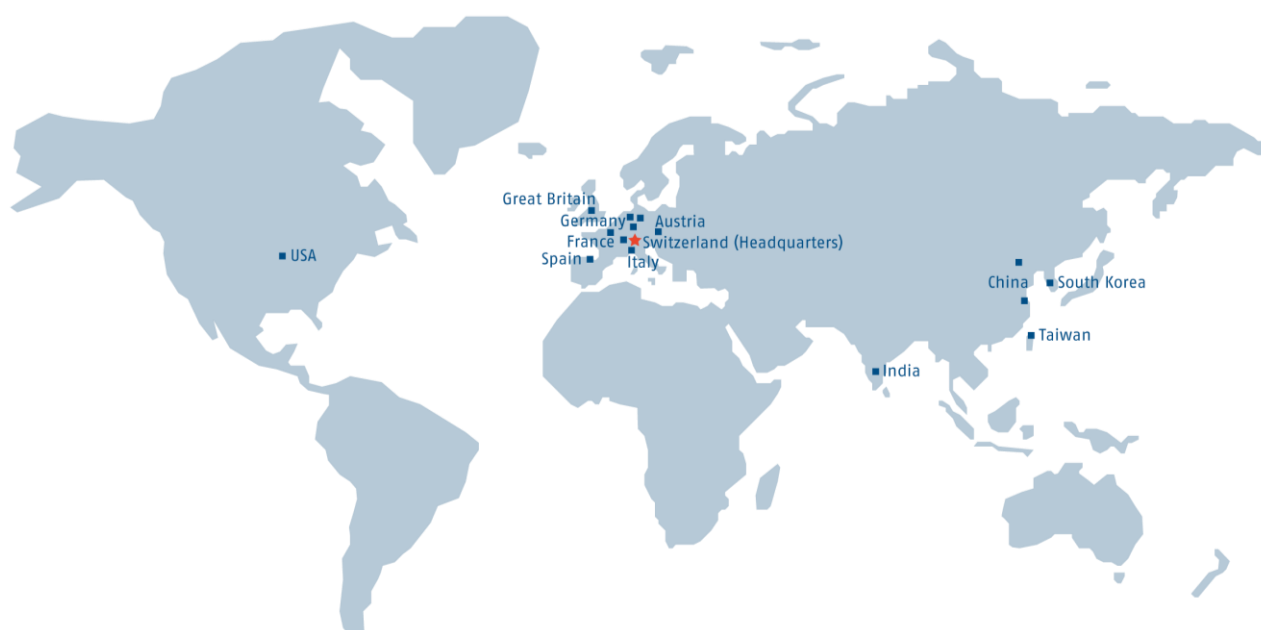 Great Britain
Germany
Austria
France
Switzerland (Headquarters)
USA
Spain
Italy
China
South Korea
Taiwan
India